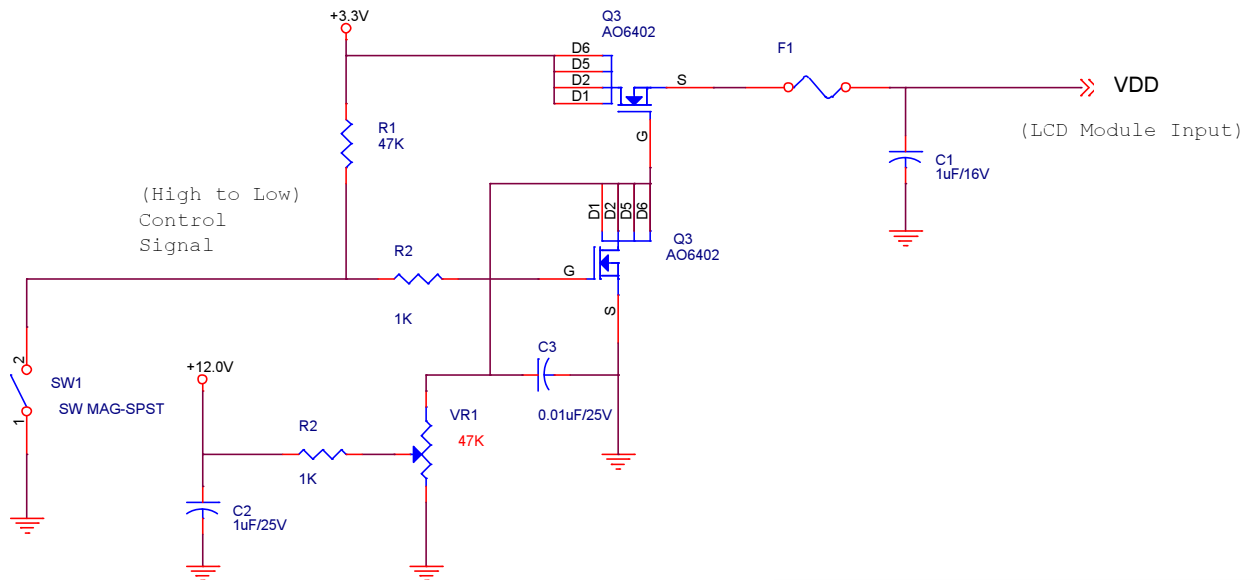 +3.3V
Q3
AO6402
D6
D5
D2
D1
S
G
F1
VDD
(LCD Module Input)
R1
47K
C1
1uF/16V
(High to Low)
Control
Signal
D1
D2
D5
D6
Q3
AO6402
R2
G
1K
S
2
SW1
SW MAG-SPST
1
+12.0V
C3
0.01uF/25V
VR1
47K
R2
1K
C2
1uF/25V